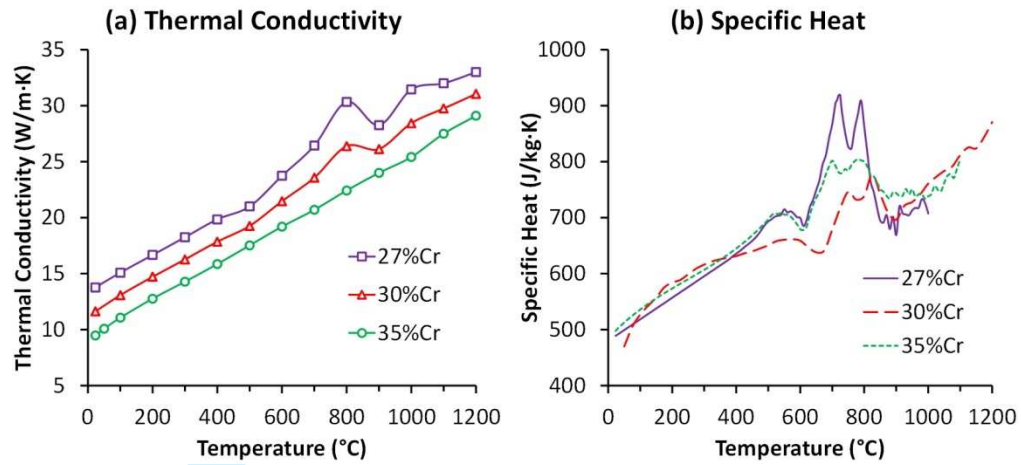 (a) Thermal Conductivity
35
30
25
20
15
10
5
Thermal Conductivity (W/m·K)
27%Cr
30%Cr
35%Cr
0 200 400 600 800 1000 1200
Temperature (°C)
(b) Specific Heat
1000
900
800
700
600
500
400
Specific Heat (J/kg·K)
27%Cr
30%Cr
35%Cr
0 200 400 600 800 1000 1200
Temperature (°C)